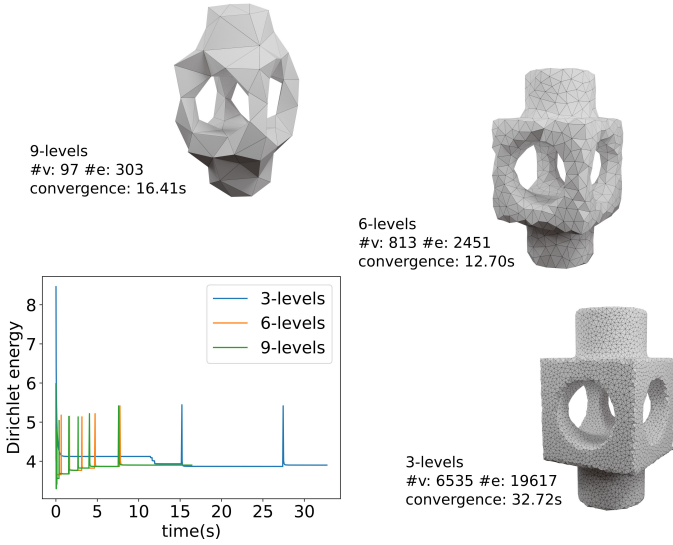 9-levels
#v: 97 #e: 303
convergence: 16.41s
6-levels
#v: 813 #e: 2451
convergence: 12.70s
3-levels
#v: 6535 #e: 19617
convergence: 32.72s
Dirichlet energy
8
7
6
5
4
3-levels
6-levels
9-levels
0 5 10 15 20 25 30
time(s)